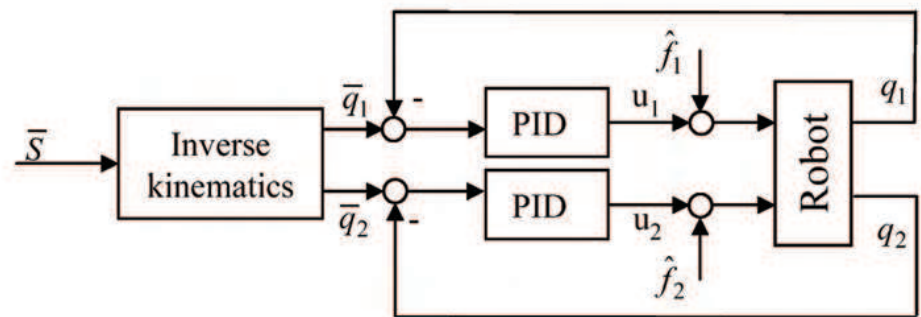 S̅
Inverse
kinematics
q̅₁
q̅₂
-
-
PID
PID
u₁
u₂
f̂₁
f̂₂
Robot
q₁
q₂